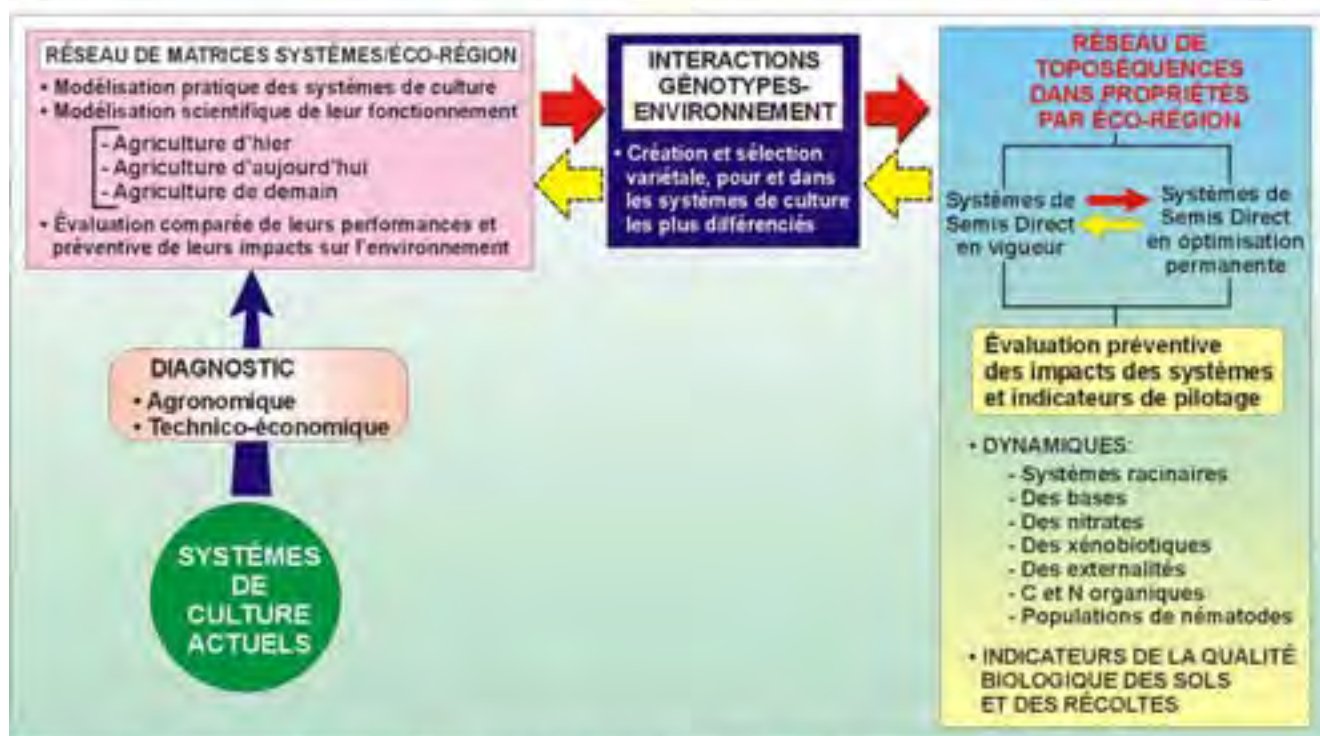 RÉSEAU DE MATRICES SYSTÈMES/ÉCO-RÉGION
• Modélisation pratique des systèmes de culture
• Modélisation scientifique de leur fonctionnement
- Agriculture d'hier
- Agriculture d'aujourd'hui
- Agriculture de demain
• Évaluation comparée de leurs performances et
préventive de leurs impacts sur l'environnement
DIAGNOSTIC
• Agronomique
• Technico-économique
SYSTÉMES
DE
CULTURE
ACTUELS
INTERACTIONS
GÉNOTYPES-
ENVIRONNEMENT
• Création et sélection
variétale, pour et dans
les systèmes de culture
les plus différenciés
RÉSEAU DE
TOPOSÉQUENCES
DANS PROPRIÉTÉS
PAR ÉCO-RÉGION
Systèmes de
Semis Direct
en vigueur
Systèmes de
Semis Direct
en optimisation
permanente
Évaluation préventive
des impacts des systèmes
et indicateurs de pilotage
• DYNAMIQUES:
- Systèmes racinaires
- Des bases
- Des nitrates
- Des xénobiotiques
- Des externalités
- C et N organiques
- Populations de nématodes
• INDICATEURS DE LA QUALITÉ
BIOLOGIQUE DES SOLS
ET DES RÉCOLTES